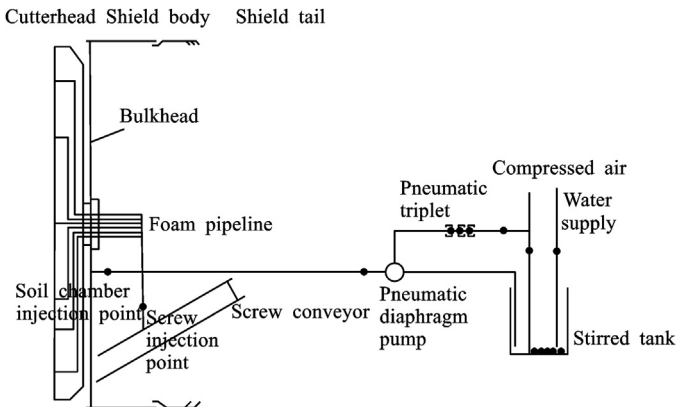 Cutterhead Shield body Shield tail
Bulkhead
Compressed air
Pneumatic
triplet
Water
supply
Foam pipeline
Soil chamber
injection point
Screw
injection
point
Screw conveyor
Pneumatic
diaphragm
pump
Stirred tank